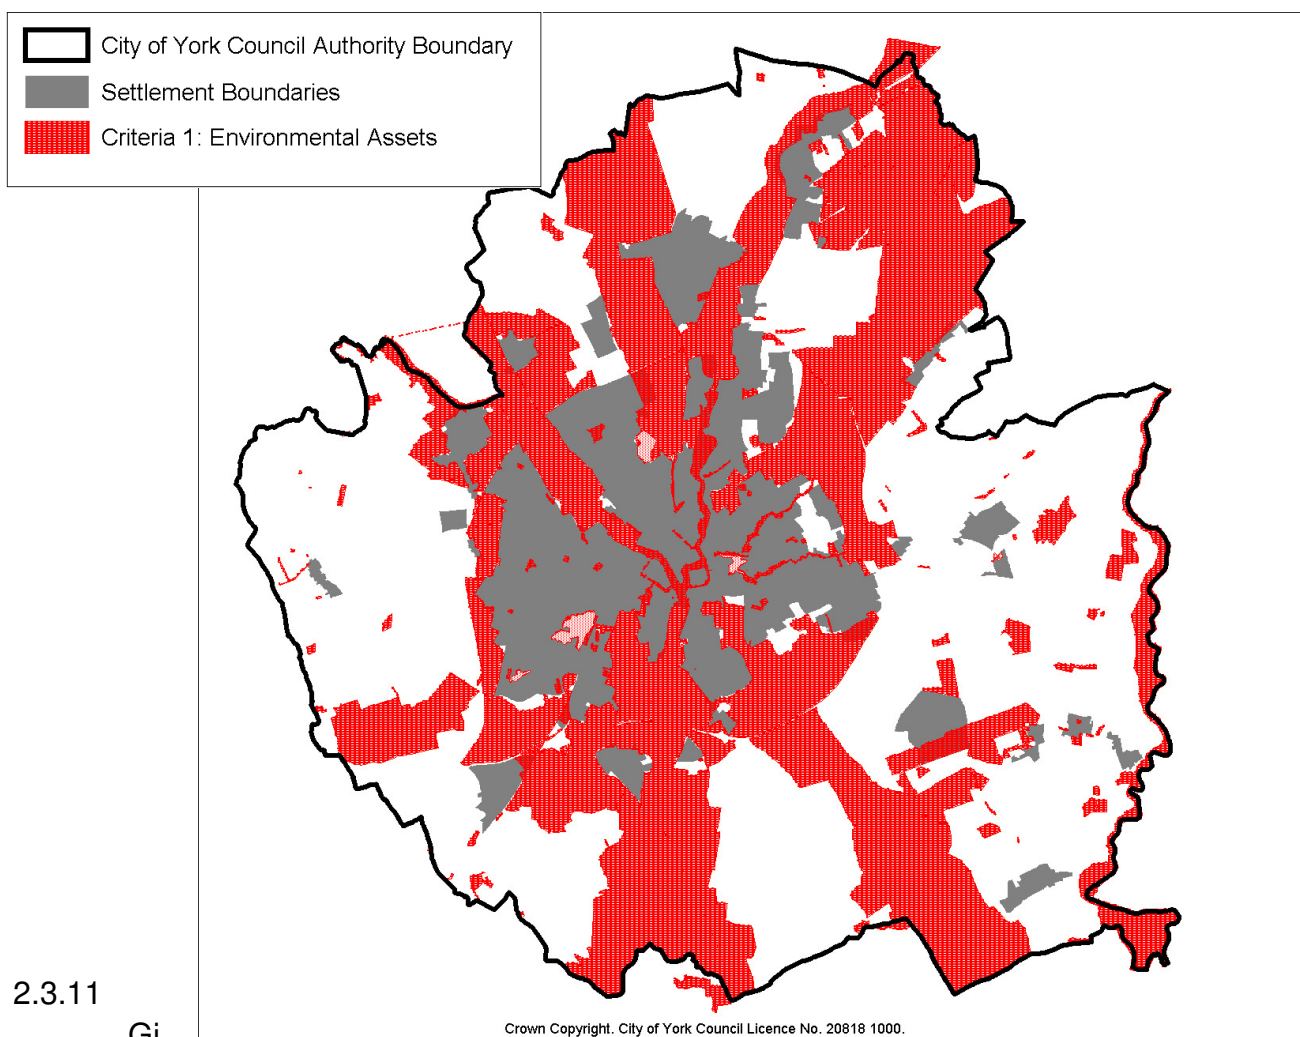 City of York Council Authority Boundary
Settlement Boundaries
Criteria 1: Environmental Assets
2.3.11
Gi
Crown Copyright. City of York Council Licence No. 20818 1000.